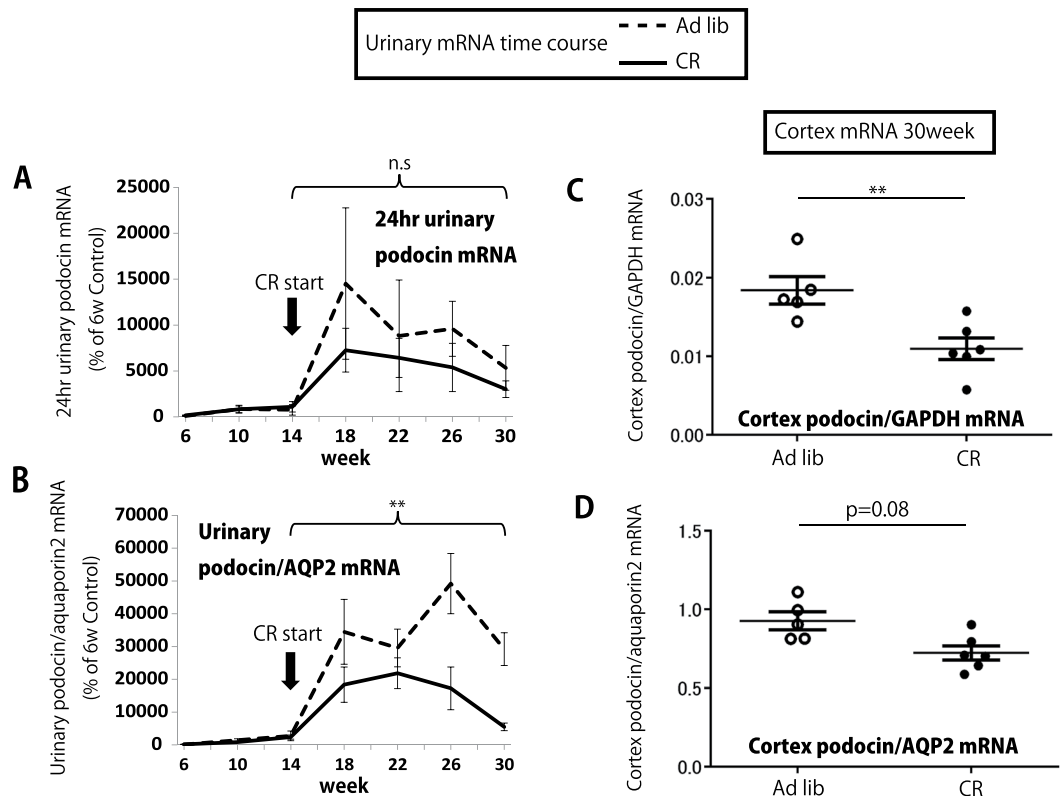 Urinary mRNA time course
Ad lib
CR
Cortex mRNA 30week
A
24hr urinary podocin mRNA
(% of 6w Control)
n.s
25000
20000
15000
10000
5000
0
24hr urinary
podocin mRNA
CR start
6 10 14 18 22 26 30
week
B
Urinary podocin/aquaporin2 mRNA
(% of 6w Control)
**
70000
60000
50000
40000
30000
20000
10000
0
Urinary
podocin/AQP2 mRNA
CR start
6 10 14 18 22 26 30
week
C
Cortex podocin/GAPDH mRNA
**
0.03
0.02
0.01
0.00
Cortex podocin/GAPDH mRNA
Ad lib CR
D
Cortex podocin/aquaporin2 mRNA
p=0.08
1.5
1.0
0.5
0.0
Cortex podocin/AQP2 mRNA
Ad lib CR